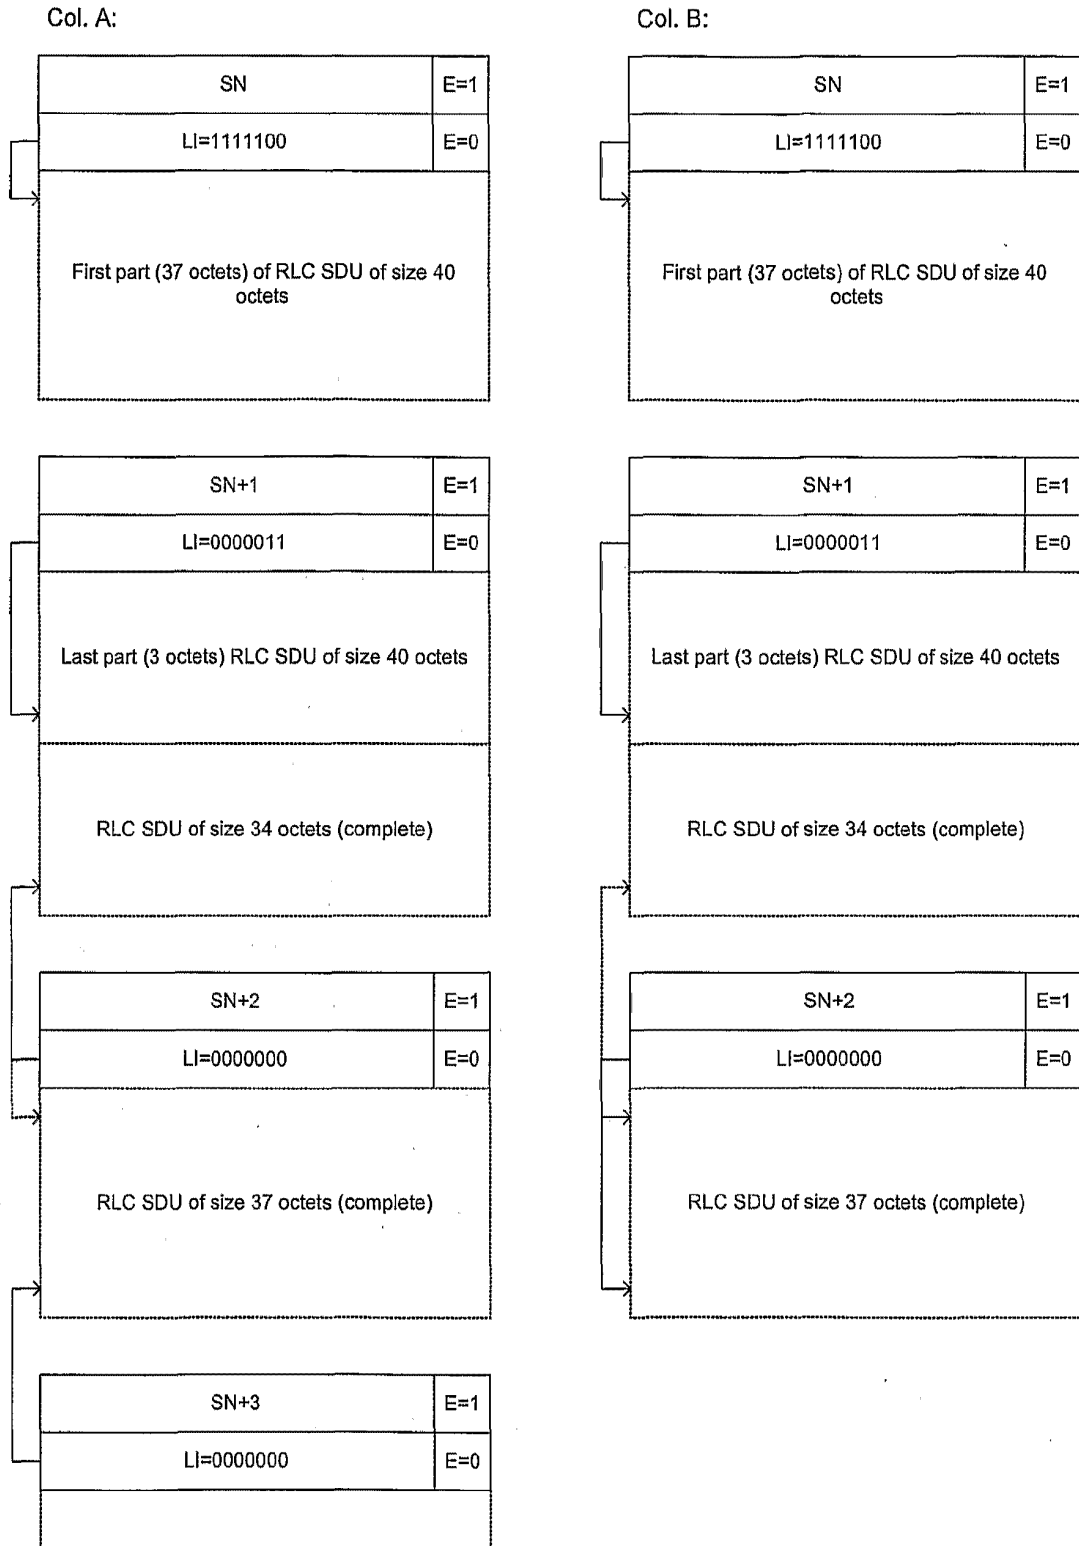 Col. A:
SN E=1
LI=1111100 E=0
First part (37 octets) of RLC SDU of size 40
octets
SN+1 E=1
LI=0000011 E=0
Last part (3 octets) RLC SDU of size 40 octets
RLC SDU of size 34 octets (complete)
SN+2 E=1
LI=0000000 E=0
RLC SDU of size 37 octets (complete)
SN+3 E=1
LI=0000000 E=0
Col. B:
SN E=1
LI=1111100 E=0
First part (37 octets) of RLC SDU of size 40
octets
SN+1 E=1
LI=0000011 E=0
Last part (3 octets) RLC SDU of size 40 octets
RLC SDU of size 34 octets (complete)
SN+2 E=1
LI=0000000 E=0
RLC SDU of size 37 octets (complete)